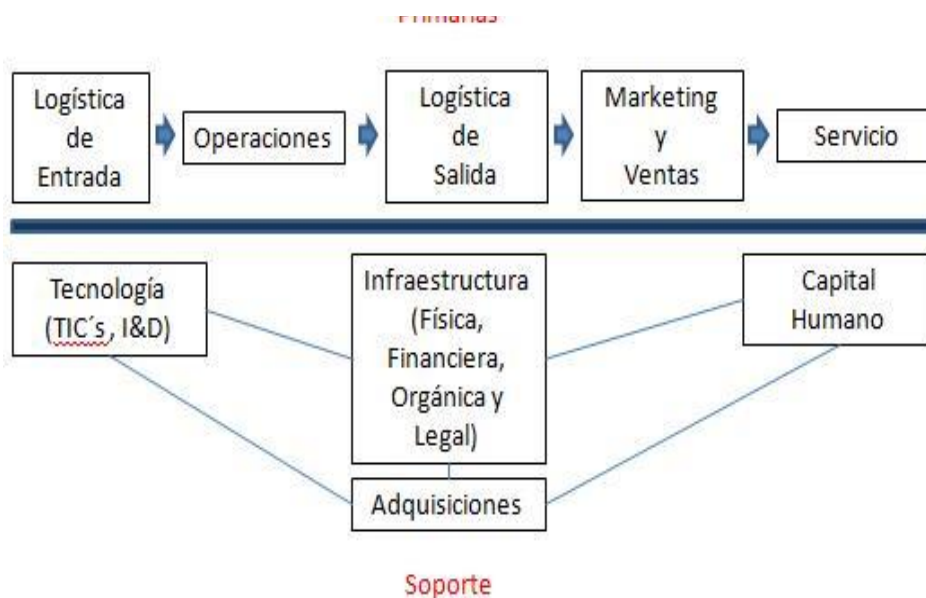 Primarias
Logística
de
Entrada
Operaciones
Logística
de
Salida
Marketing
y
Ventas
Servicio
Tecnología
(TIC´s, I&D)
Infraestructura
(Física,
Financiera,
Orgánica y
Legal)
Capital
Humano
Adquisiciones
Soporte